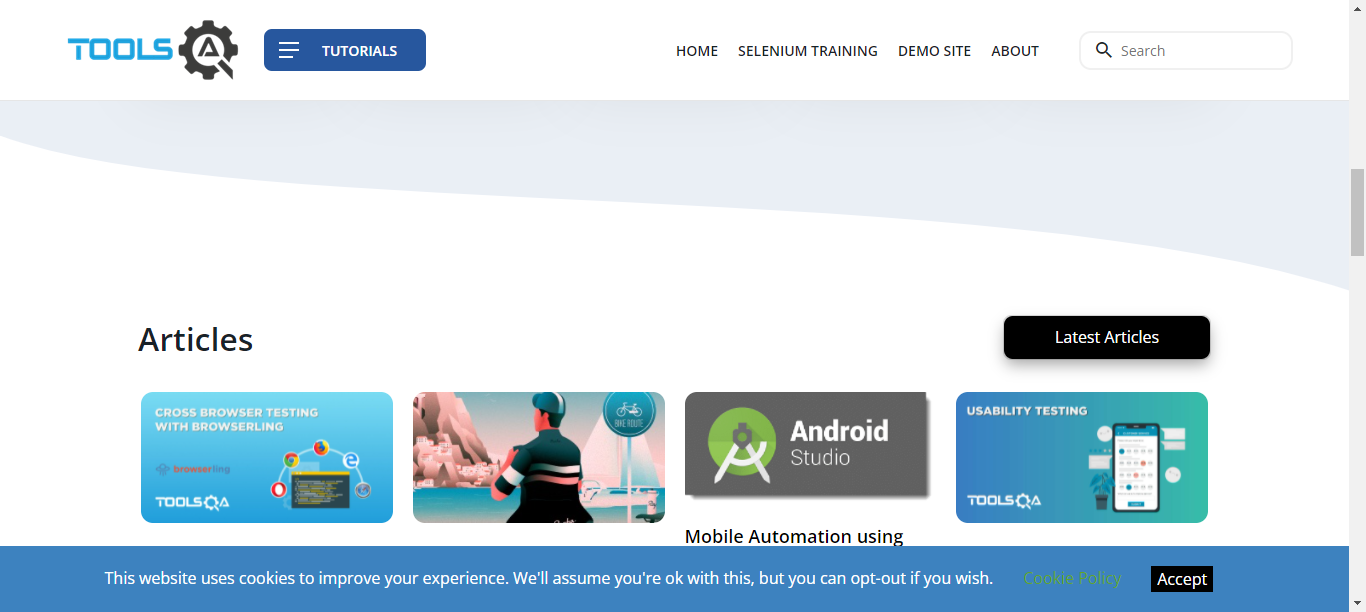 TOOLS QA
TUTORIALS
HOME
SELENIUM TRAINING
DEMO SITE
ABOUT
Search
Articles
Latest Articles
CROSS BROWSER TESTING
WITH BROWSERLING
browserling
TOOLSQA
BIKE ROUTE
Android
Studio
USABILITY TESTING
TOOLSQA
Mobile Automation using
This website uses cookies to improve your experience. We'll assume you're ok with this, but you can opt-out if you wish.
Cookie Policy
Accept